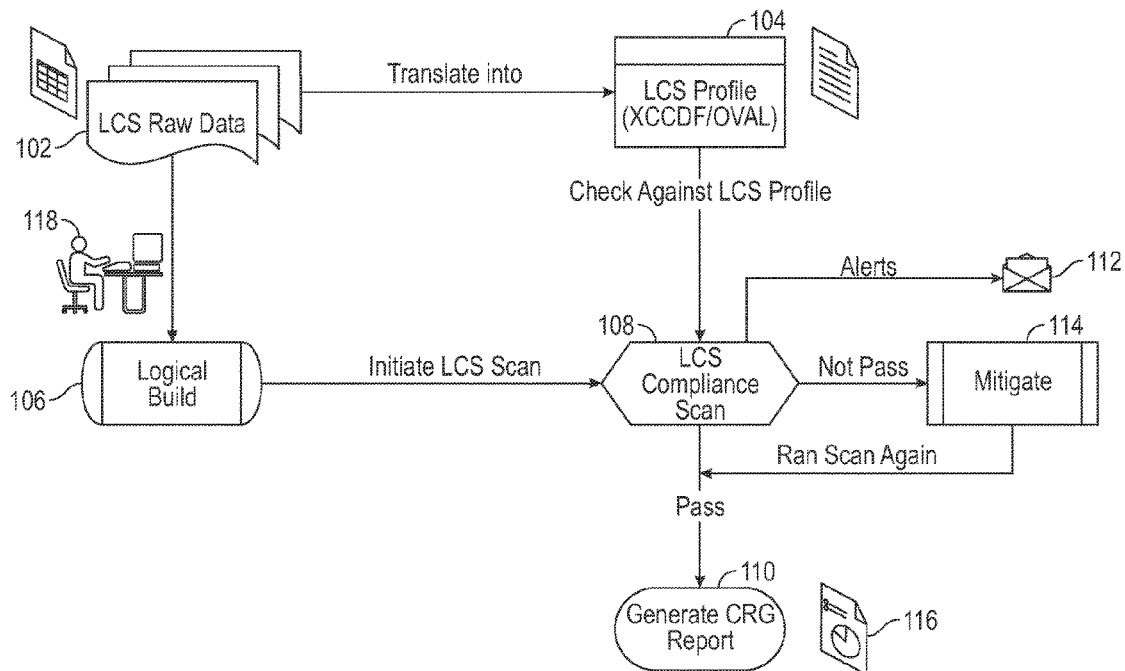 104
Translate into
LCS Raw Data
102
LCS Profile
(XCCDF/OVAL)
Check Against LCS Profile
118
Alerts
112
108
114
Logical
Build
106
Initiate LCS Scan
LCS
Compliance
Scan
Not Pass
Mitigate
Ran Scan Again
Pass
110
Generate CRG
Report
116